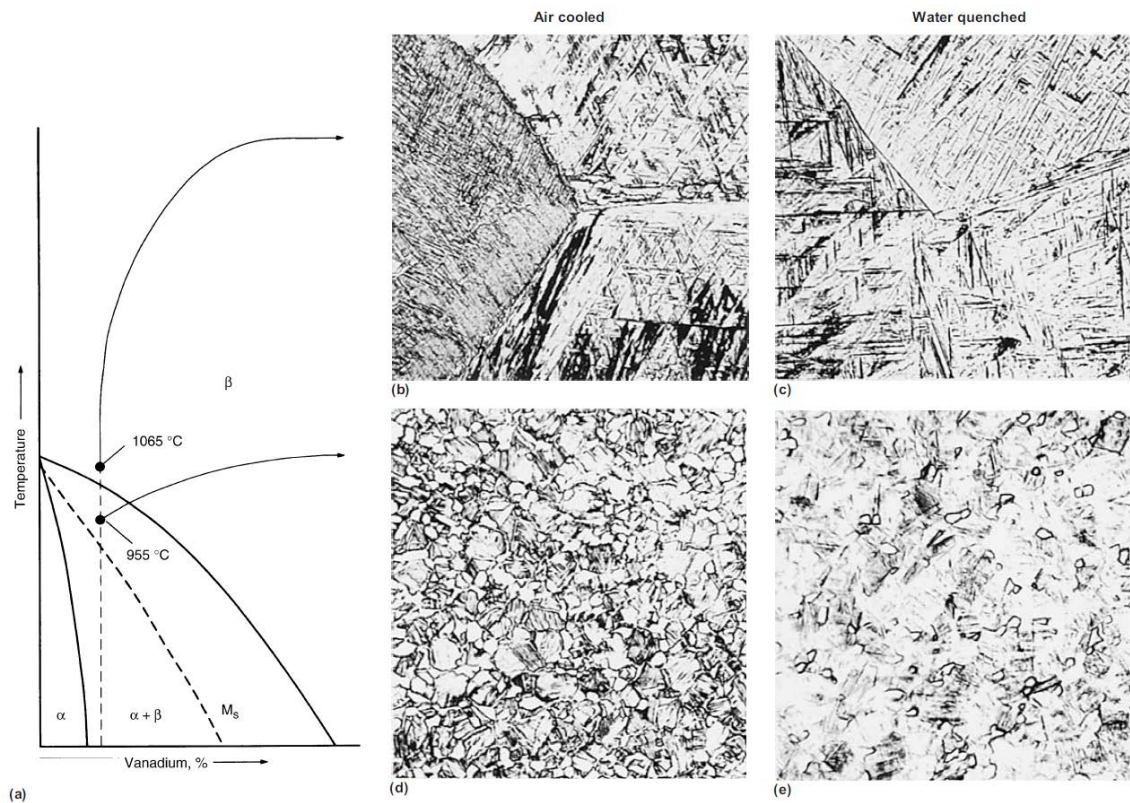 Air cooled
Water quenched
β
1065 °C
Temperature
955 °C
(b)
(c)
α
α + β
Ms
Vanadium, %
(a)
(d)
(e)